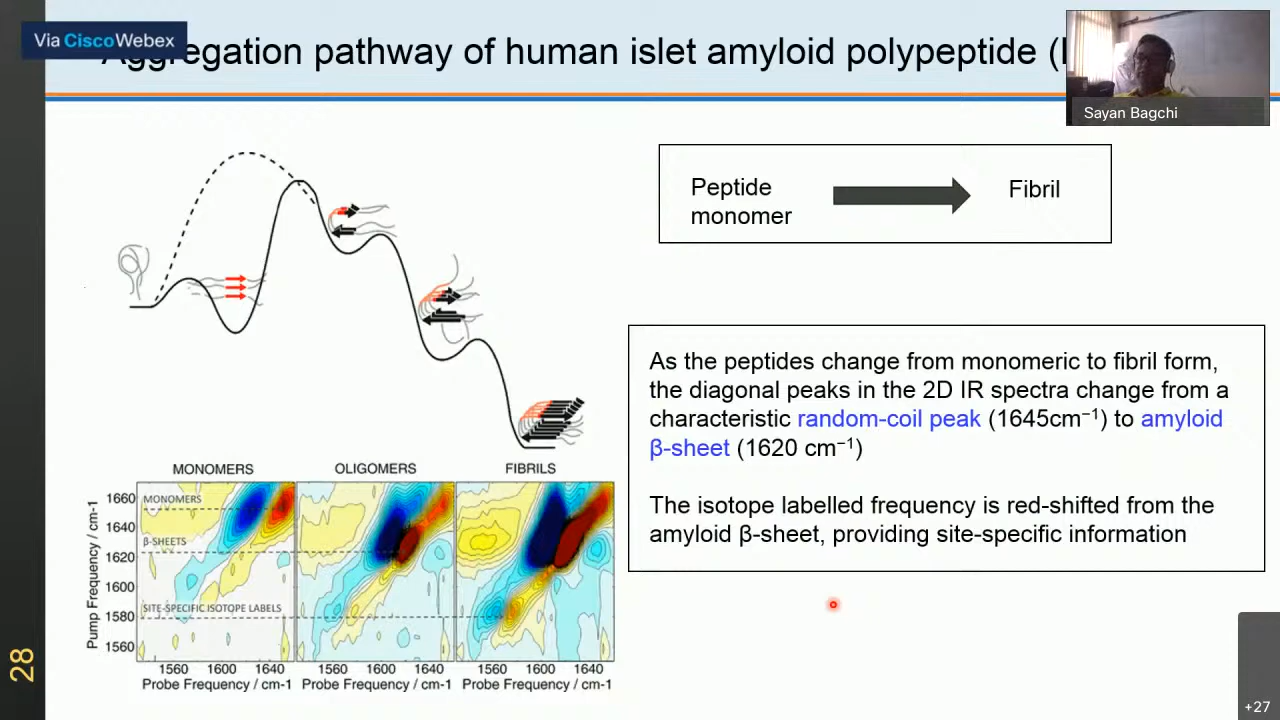 Via Cisco Webex
Aggregation pathway of human islet amyloid polypeptide (
Sayan Bagchi
Peptide
monomer
Fibril
As the peptides change from monomeric to fibril form,
the diagonal peaks in the 2D IR spectra change from a
characteristic random-coil peak (1645cm⁻¹) to amyloid
β-sheet (1620 cm⁻¹)
The isotope labelled frequency is red-shifted from the
amyloid β-sheet, providing site-specific information
MONOMERS OLIGOMERS FIBRILS
Pump Frequency / cm-1
1660
1640
1620
1600
1580
1560
MONOMERS
β-SHEETS
SITE-SPECIFIC ISOTOPE LABELS
1560 1600 1640 1560 1600 1640 1560 1600 1640
Probe Frequency / cm-1 Probe Frequency / cm-1 Probe Frequency / cm-1
28
+27